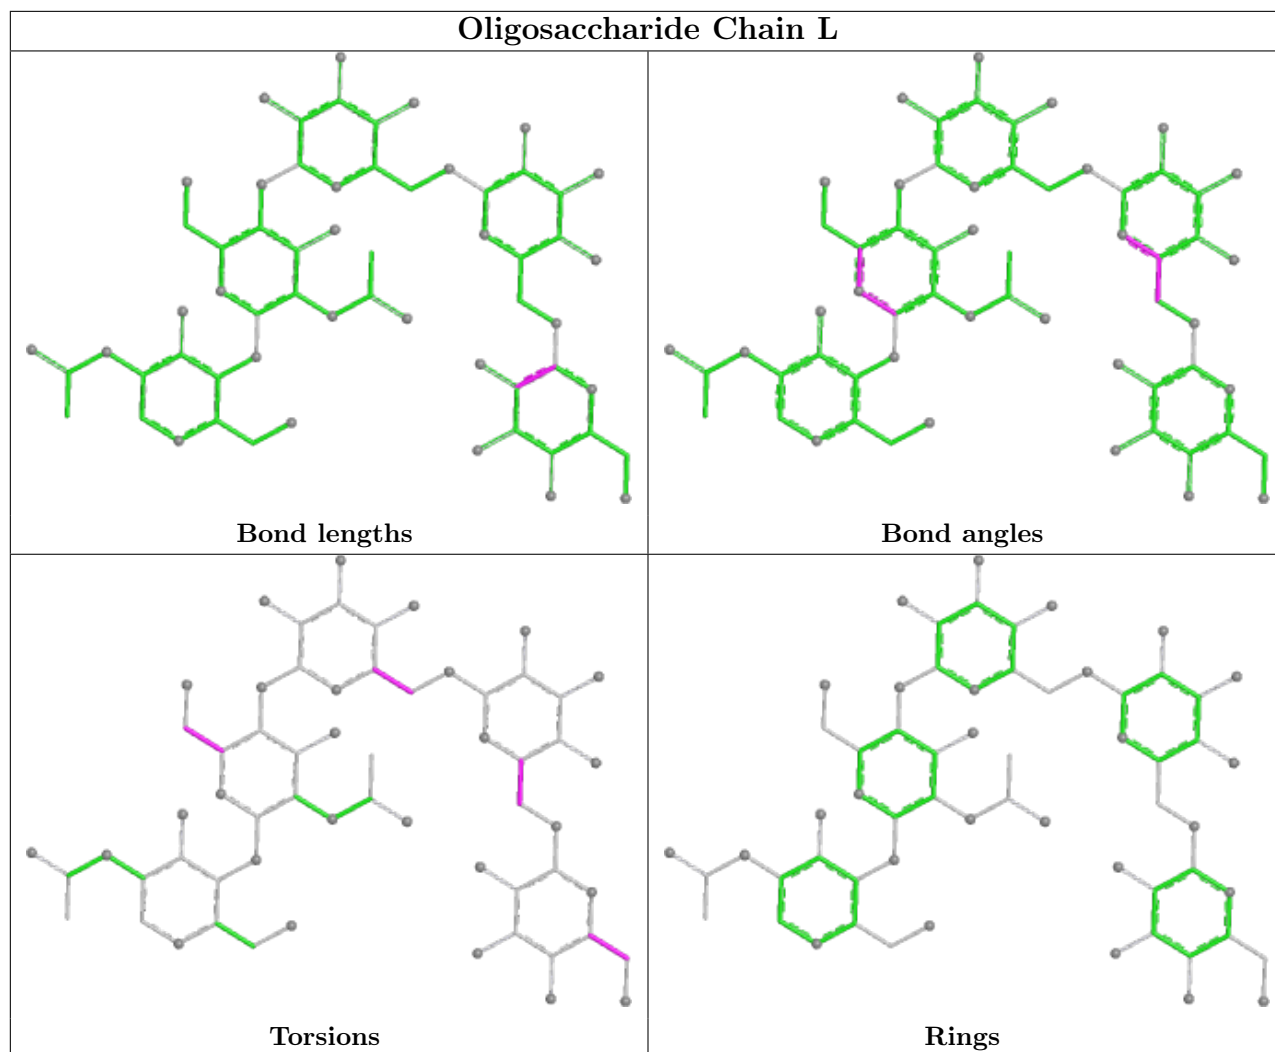 Oligosaccharide Chain L
Bond lengths
Bond angles
Torsions
Rings